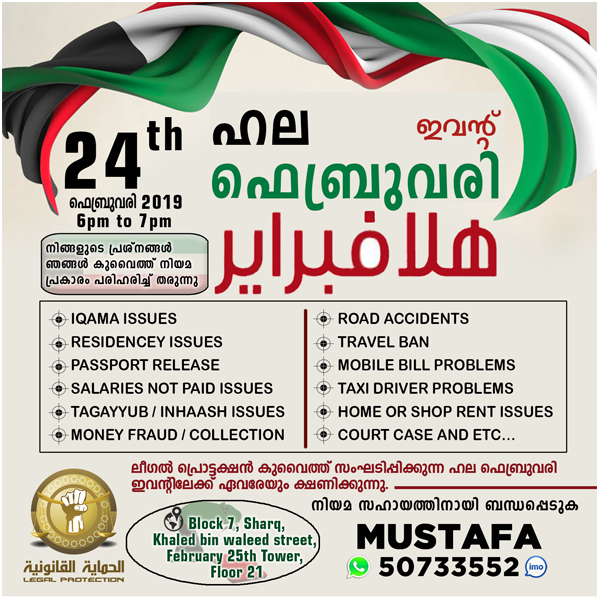 24th
ഫെബ്രുവരി 2019
6pm to 7pm
ഹല
ഇവന്റ്
ഫെബ്രുവരി
هلا فبراير
നിങ്ങളുടെ പ്രശ്നങ്ങൾ
ഞങ്ങൾ കുവൈത്ത് നിയമ
പ്രകാരം പരിഹരിച്ച് തരുന്നു
IQAMA ISSUES
RESIDENCEY ISSUES
PASSPORT RELEASE
SALARIES NOT PAID ISSUES
TAGAYYUB / INHAASH ISSUES
MONEY FRAUD / COLLECTION
ROAD ACCIDENTS
TRAVEL BAN
MOBILE BILL PROBLEMS
TAXI DRIVER PROBLEMS
HOME OR SHOP RENT ISSUES
COURT CASE AND ETC...
ലീഗൽ പ്രൊട്ടക്ഷൻ കുവൈത്ത് സംഘടിപ്പിക്കുന്ന ഹല ഫെബ്രുവരി
ഇവന്റിലേക്ക് ഏവരേയും ക്ഷണിക്കുന്നു.
നിയമ സഹായത്തിനായി ബന്ധപ്പെടുക
MUSTAFA
50733552 imo
Block 7, Sharq,
Khaled bin waleed street,
February 25th Tower,
Floor 21
الحماية القانونية
LEGAL PROTECTION